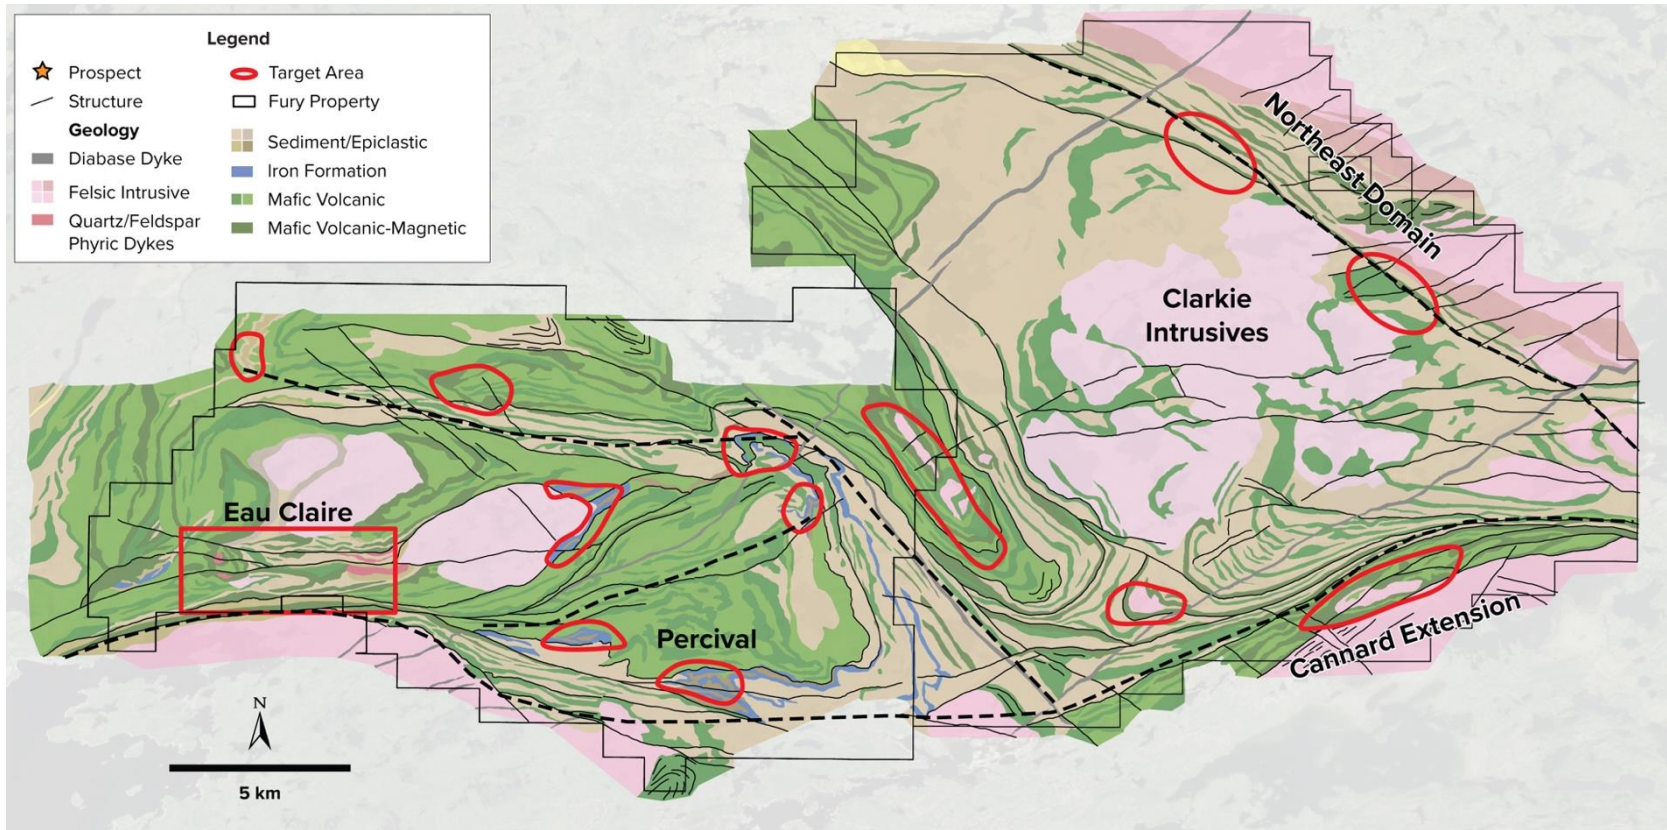 Legend
Prospect
Target Area
Structure
Fury Property
Geology
Sediment/Epiclastic
Diabase Dyke
Iron Formation
Felsic Intrusive
Mafic Volcanic
Quartz/Feldspar
Phyric Dykes
Mafic Volcanic-Magnetic
Northeast Domain
Clarkie
Intrusives
Eau Claire
Percival
Cannard Extension
N
5 km